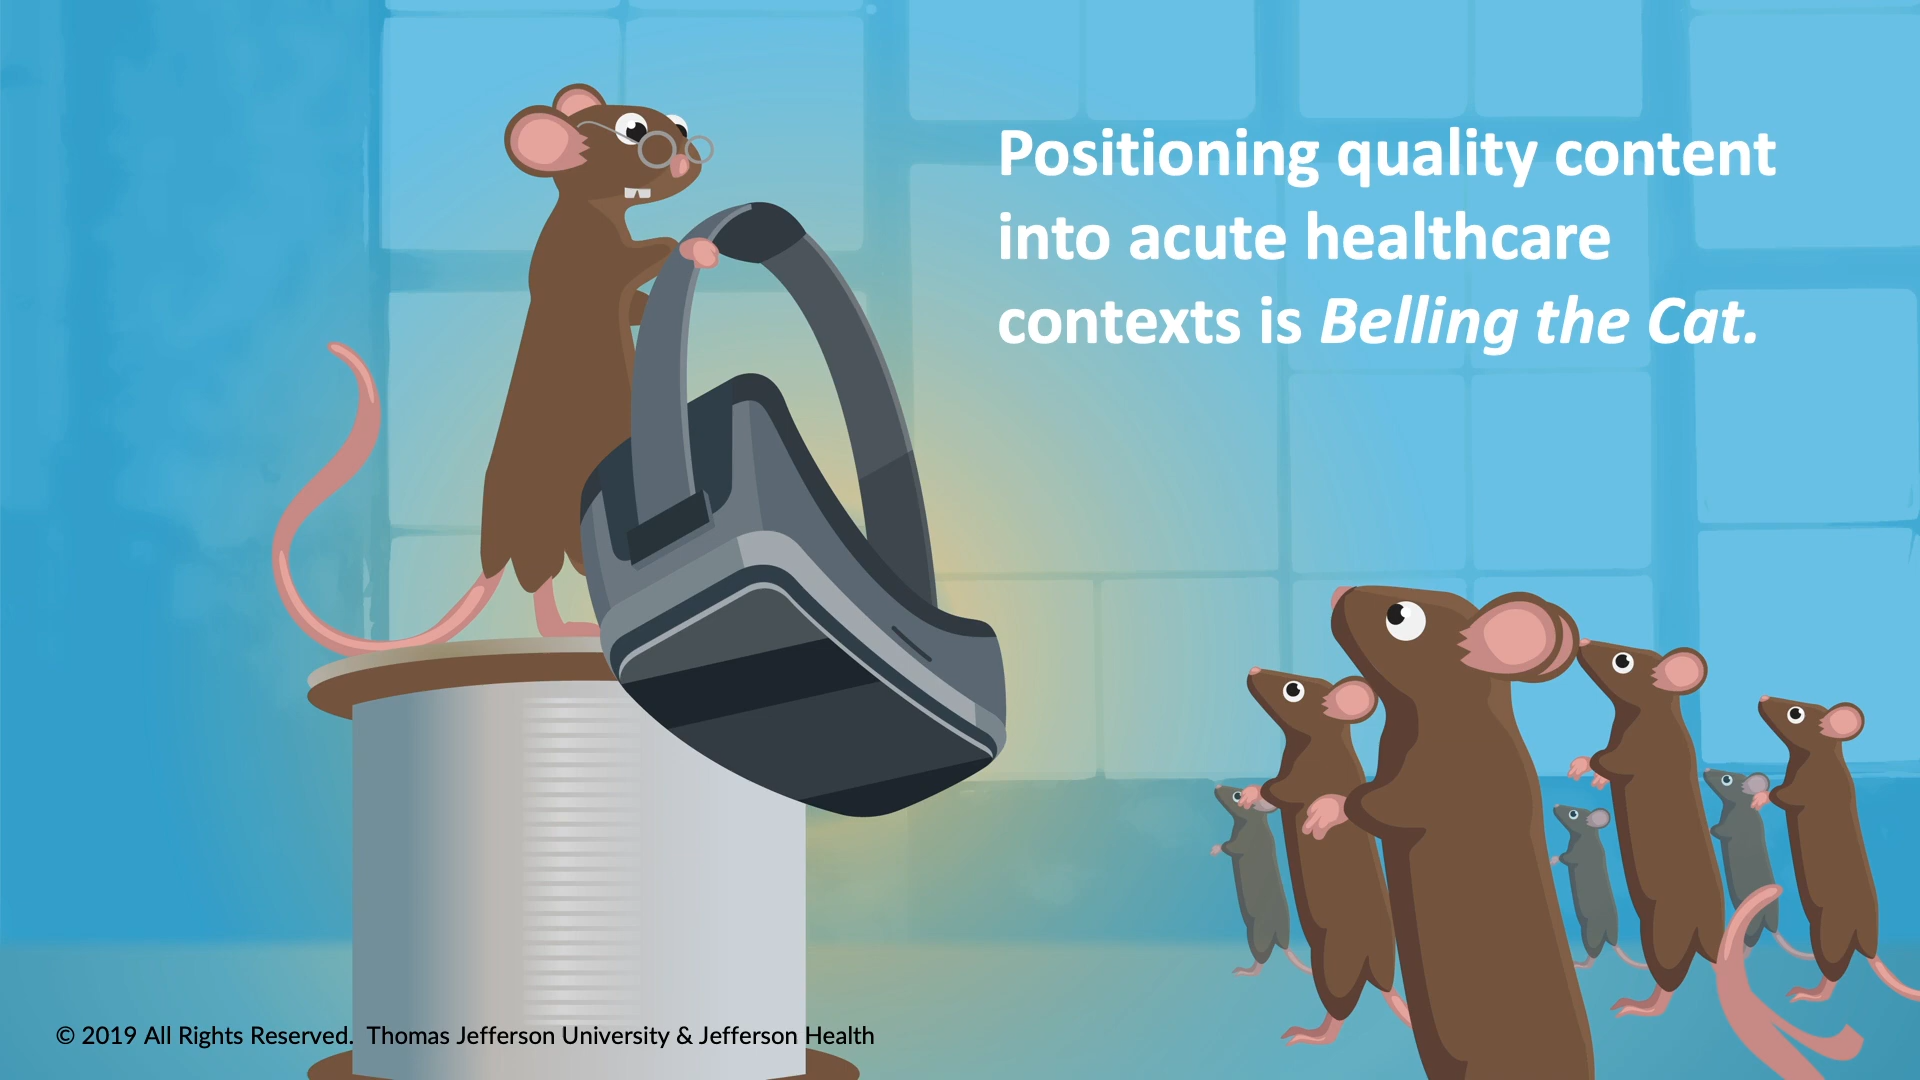 Positioning quality content
into acute healthcare
contexts is Belling the Cat.
© 2019 All Rights Reserved. Thomas Jefferson University & Jefferson Health